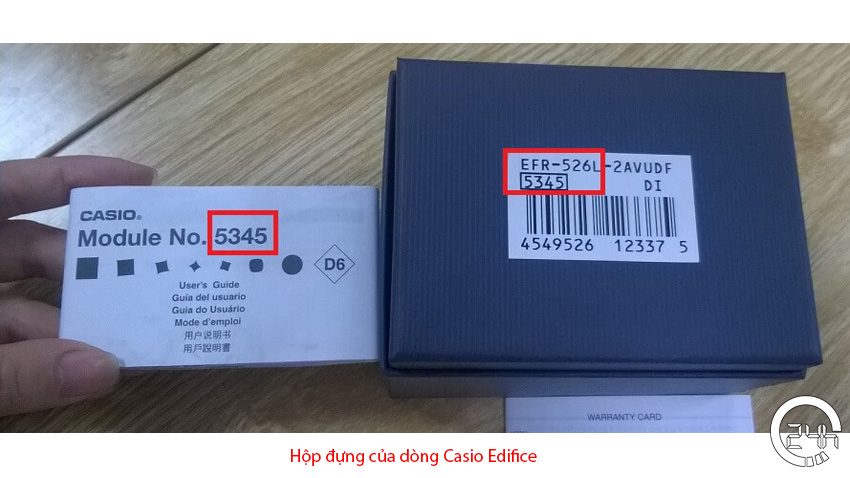 CASIO®
Module No. 5345
D6
User's Guide
Guía del usuario
Guia do Usuário
Mode d'emploi
用户说明书
用戶說明書
EFR-526L-2AVUDF
5345 DI
4549526 12337 5
WARRANTY CARD
24h
Hộp đựng của dòng Casio Edifice